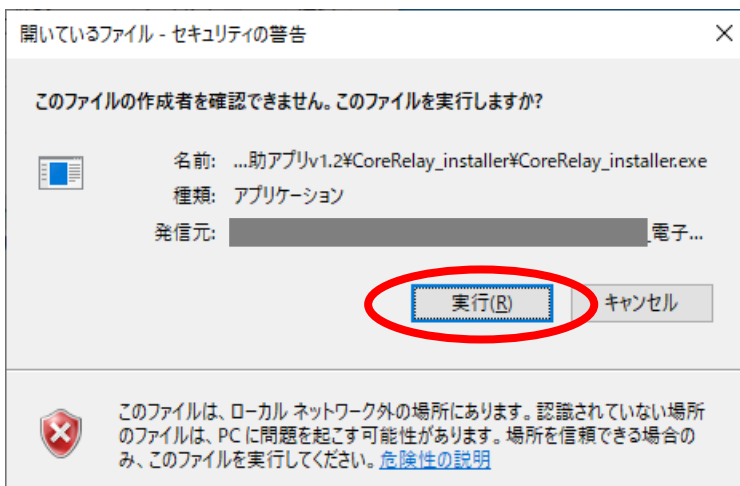 開いているファイル - セキュリティの警告
このファイルの作成者を確認できません。このファイルを実行しますか?
名前: ...助アプリv1.2¥CoreRelay_installer¥CoreRelay_installer.exe
種類: アプリケーション
発信元: _電子...
実行(R) キャンセル
このファイルは、ローカル ネットワーク外の場所にあります。認識されていない場所
のファイルは、PC に問題を起こす可能性があります。場所を信頼できる場合の
み、このファイルを実行してください。危険性の説明